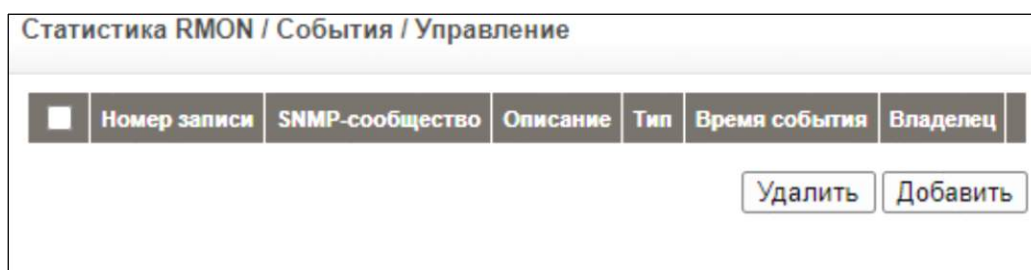 Статистика RMON / События / Управление
Номер записи SNMP-сообщество Описание Тип Время события Владелец
Удалить Добавить